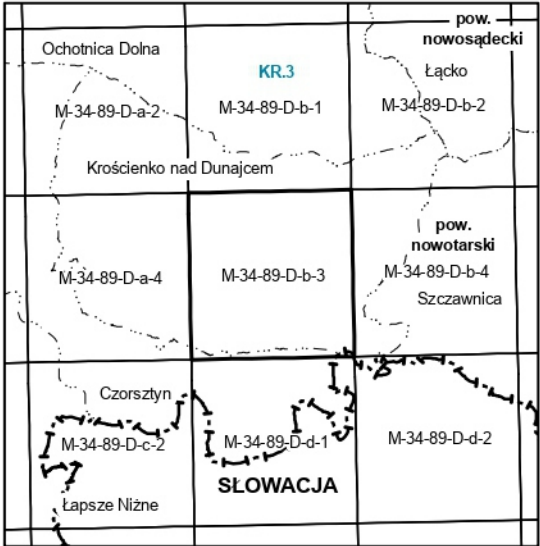 pow.
nowosądecki
Ochotnica Dolna
KR.3
Łącko
M-34-89-D-a-2
M-34-89-D-b-1
M-34-89-D-b-2
Krościenko nad Dunajcem
pow.
nowotarski
M-34-89-D-a-4
M-34-89-D-b-3
M-34-89-D-b-4
Szczawnica
Czorsztyn
M-34-89-D-c-2
M-34-89-D-d-1
M-34-89-D-d-2
SŁOWACJA
Łapsze Niżne